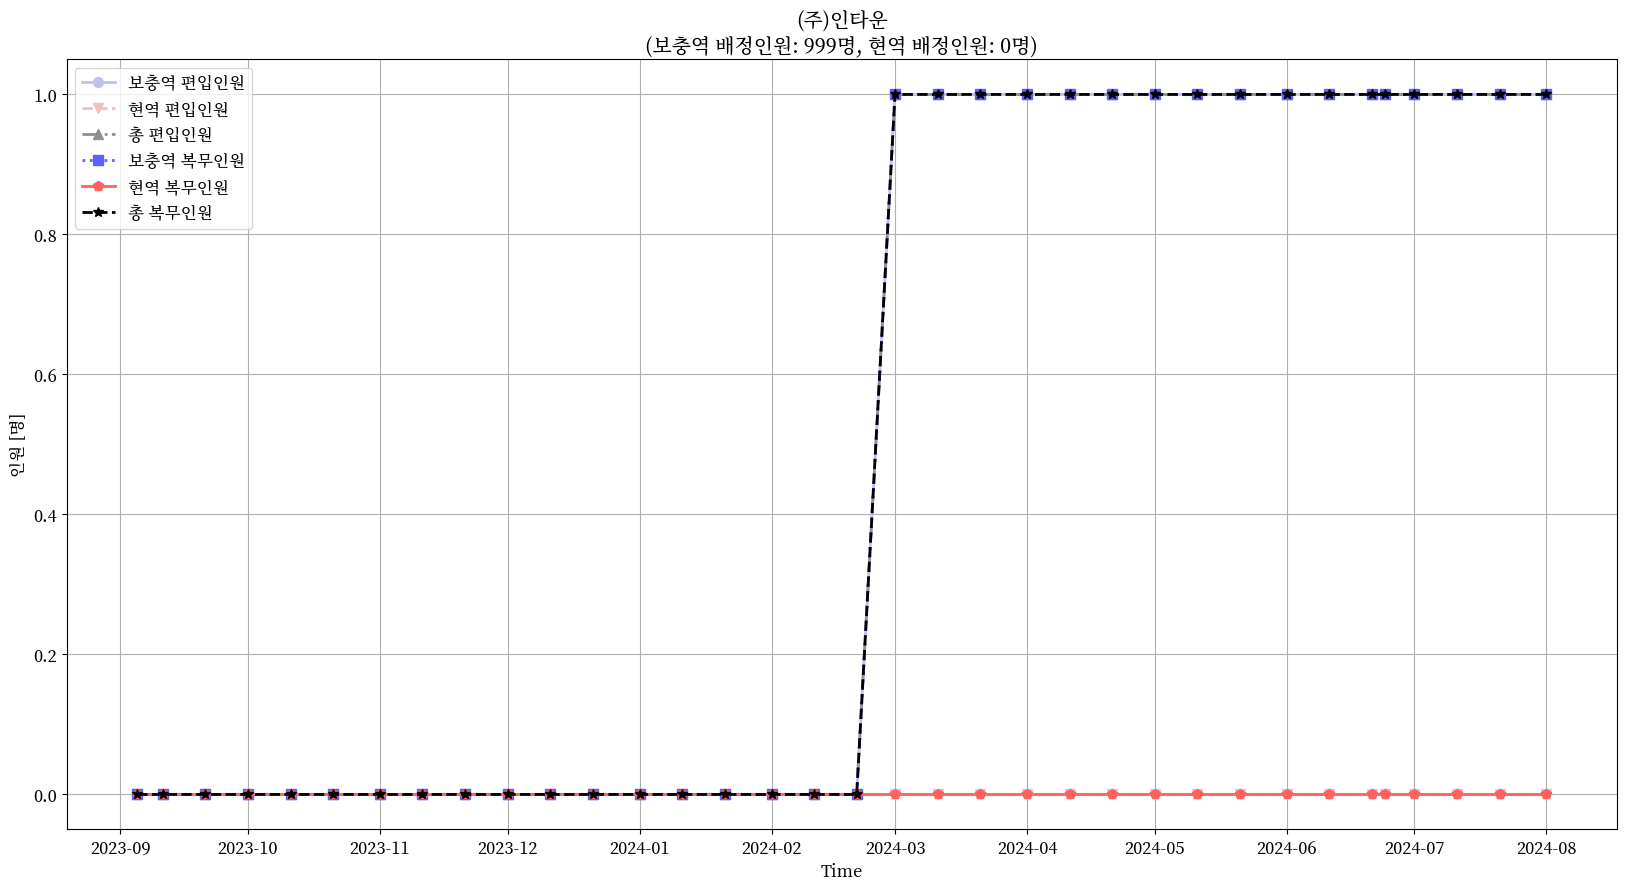 (주)인타운
(보충역 배정인원: 999명, 현역 배정인원: 0명)
보충역 편입인원
현역 편입인원
총 편입인원
보충역 복무인원
현역 복무인원
총 복무인원
1.0
0.8
0.6
0.4
0.2
0.0
인원 [명]
2023-09 2023-10 2023-11 2023-12 2024-01 2024-02 2024-03 2024-04 2024-05 2024-06 2024-07 2024-08
Time